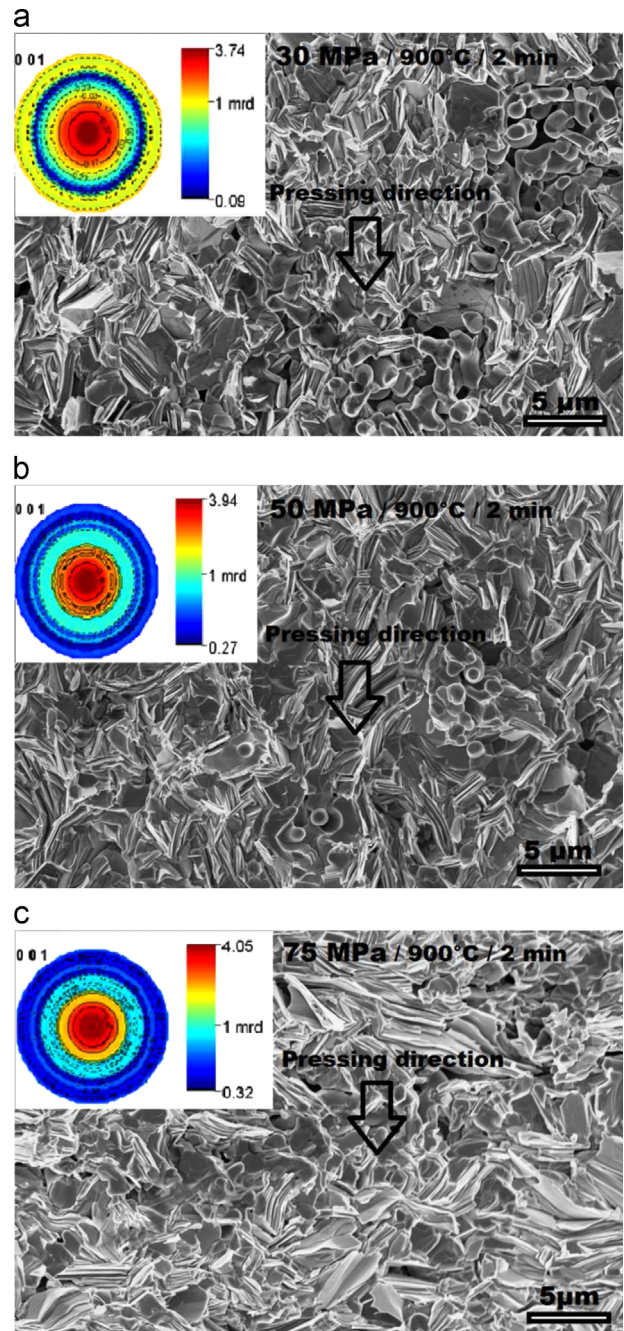 a
0 0 1
3.74
1 mrd
0.09
30 MPa / 900°C / 2 min
Pressing direction
5 µm
b
0 0 1
3.94
1 mrd
0.27
50 MPa / 900°C / 2 min
Pressing direction
5 µm
c
0 0 1
4.05
1 mrd
0.32
75 MPa / 900°C / 2 min
Pressing direction
5µm